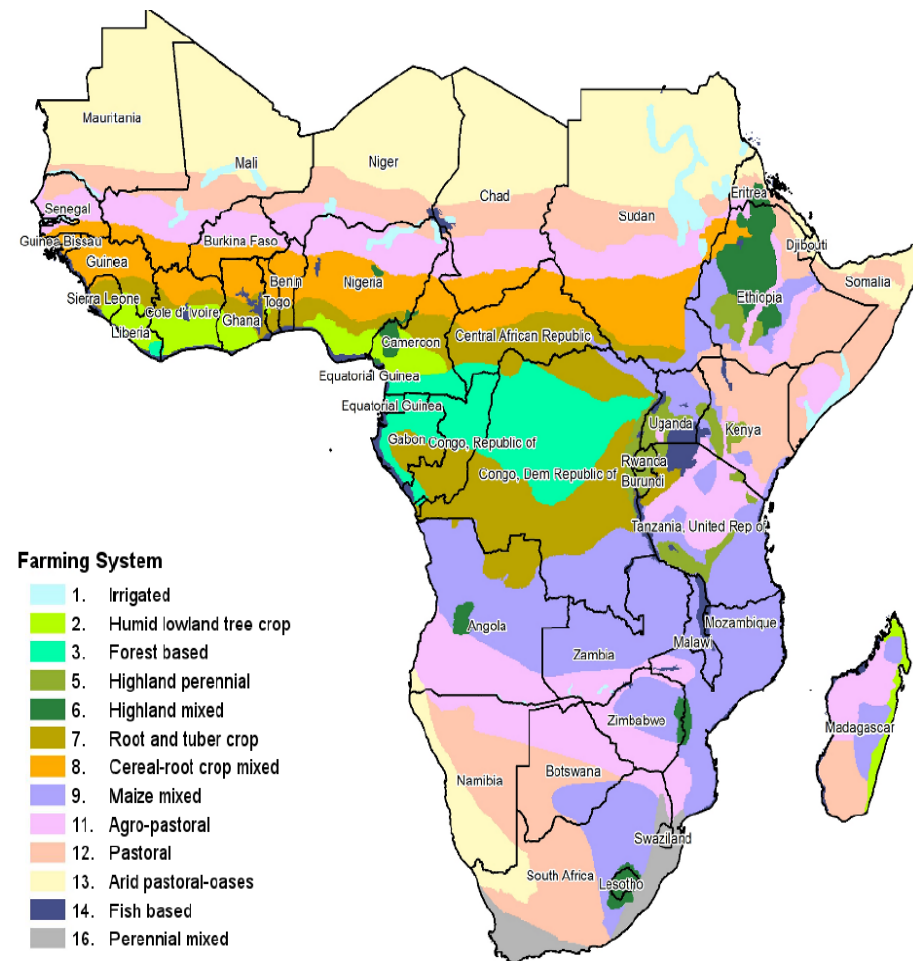 Mauritania
Mali
Niger
Chad
Sudan
Eritrea
Senegal
Djibouti
Guinea Bissau
Burkina Faso
Guinea
Benin
Nigeria
Somalia
Sierra Leone
Cote d'Ivoire
Ghana
Togo
Ethiopia
Liberia
Cameroon
Central African Republic
Equatorial Guinea
Equatorial Guinea
Uganda
Kenya
Gabon
Congo, Republic of
Rwanda
Congo, Dem Republic of
Burundi
Tanzania, United Rep of
Angola
Mozambique
Malawi
Zambia
Zimbabwe
Madagascar
Namibia
Botswana
Swaziland
South Africa
Lesotho
Farming System
1. Irrigated
2. Humid lowland tree crop
3. Forest based
5. Highland perennial
6. Highland mixed
7. Root and tuber crop
8. Cereal-root crop mixed
9. Maize mixed
11. Agro-pastoral
12. Pastoral
13. Arid pastoral-oases
14. Fish based
16. Perennial mixed